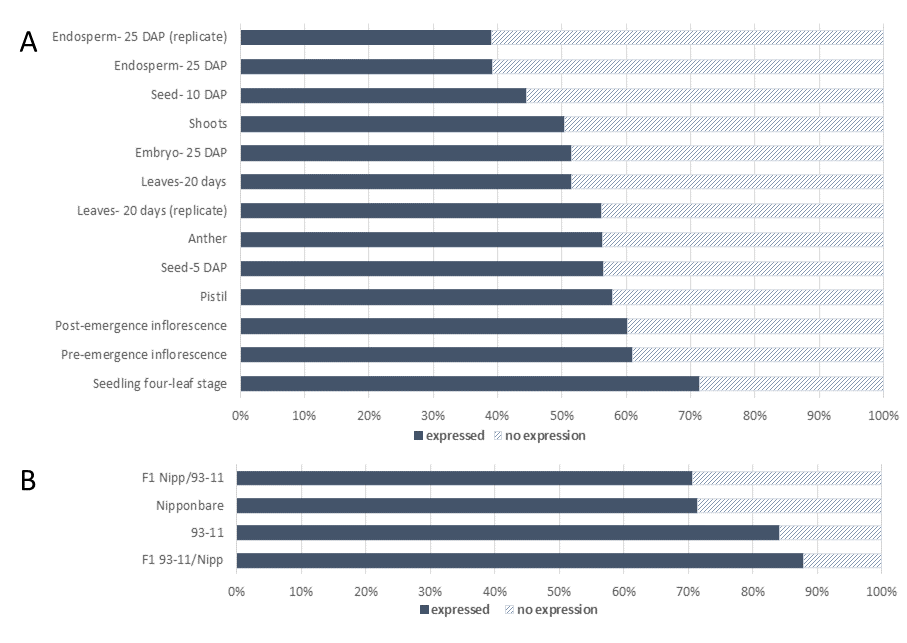 A
Endosperm- 25 DAP (replicate)
Endosperm- 25 DAP
Seed- 10 DAP
Shoots
Embryo- 25 DAP
Leaves-20 days
Leaves- 20 days (replicate)
Anther
Seed-5 DAP
Pistil
Post-emergence inflorescence
Pre-emergence inflorescence
Seedling four-leaf stage
0% 10% 20% 30% 40% 50% 60% 70% 80% 90% 100%
expressed no expression
B
F1 Nipp/93-11
Nipponbare
93-11
F1 93-11/Nipp
0% 10% 20% 30% 40% 50% 60% 70% 80% 90% 100%
expressed no expression